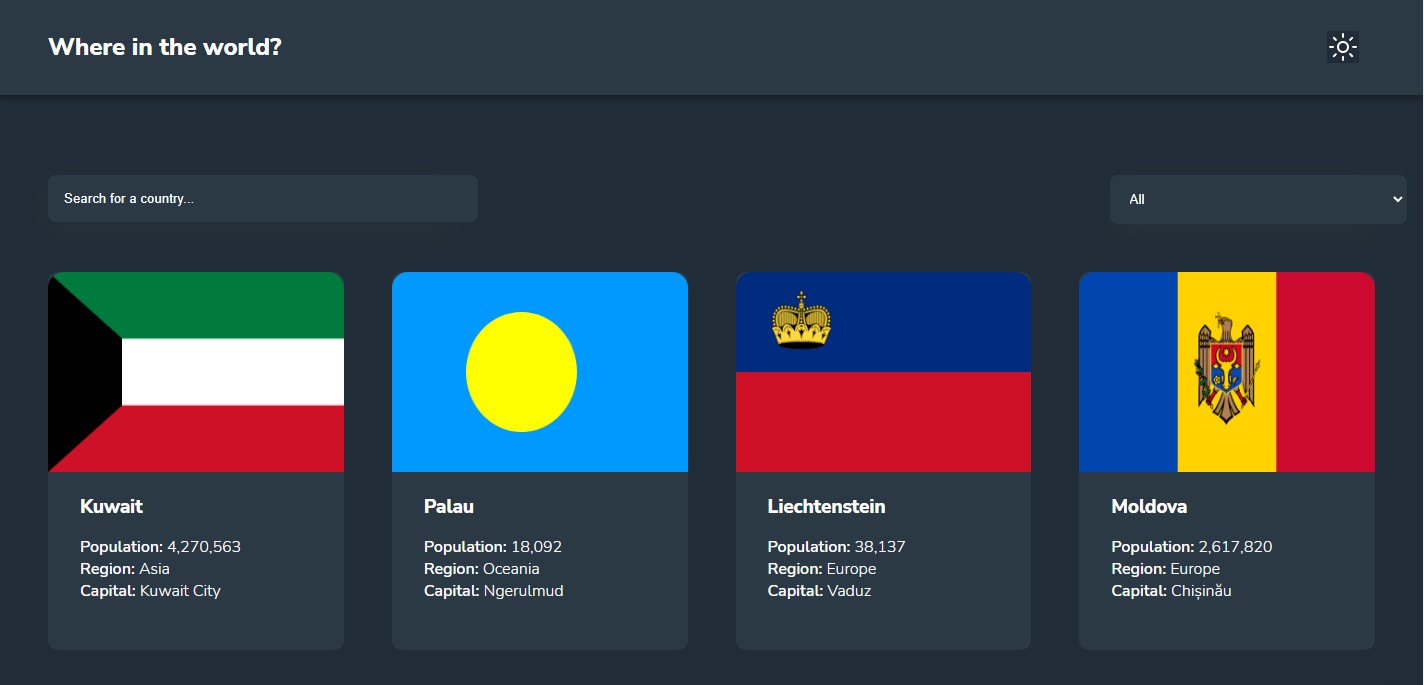 Where in the world?
Search for a country...
All
Kuwait
Population: 4,270,563
Region: Asia
Capital: Kuwait City
Palau
Population: 18,092
Region: Oceania
Capital: Ngerulmud
Liechtenstein
Population: 38,137
Region: Europe
Capital: Vaduz
Moldova
Population: 2,617,820
Region: Europe
Capital: Chișinău